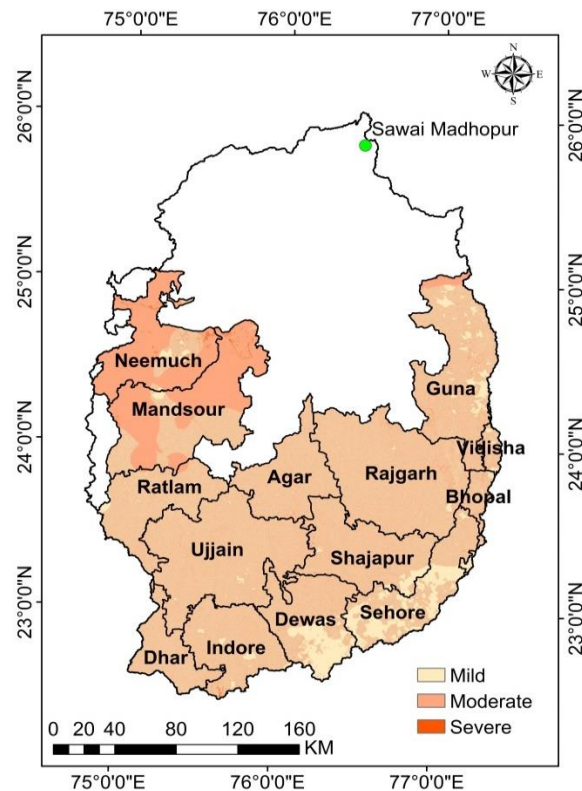 75°0'0"E 76°0'0"E 77°0'0"E
N
W E
S
26°0'0"N 26°0'0"N
Sawai Madhopur
25°0'0"N 25°0'0"N
Neemuch
Guna
Mandsour
24°0'0"N 24°0'0"N
Vidisha
Rajgarh
Agar
Ratlam
Bhopal
Ujjain
Shajapur
23°0'0"N 23°0'0"N
Sehore
Dewas
Indore
Dhar
Mild
Moderate
Severe
0 20 40 80 120 160
KM
75°0'0"E 76°0'0"E 77°0'0"E